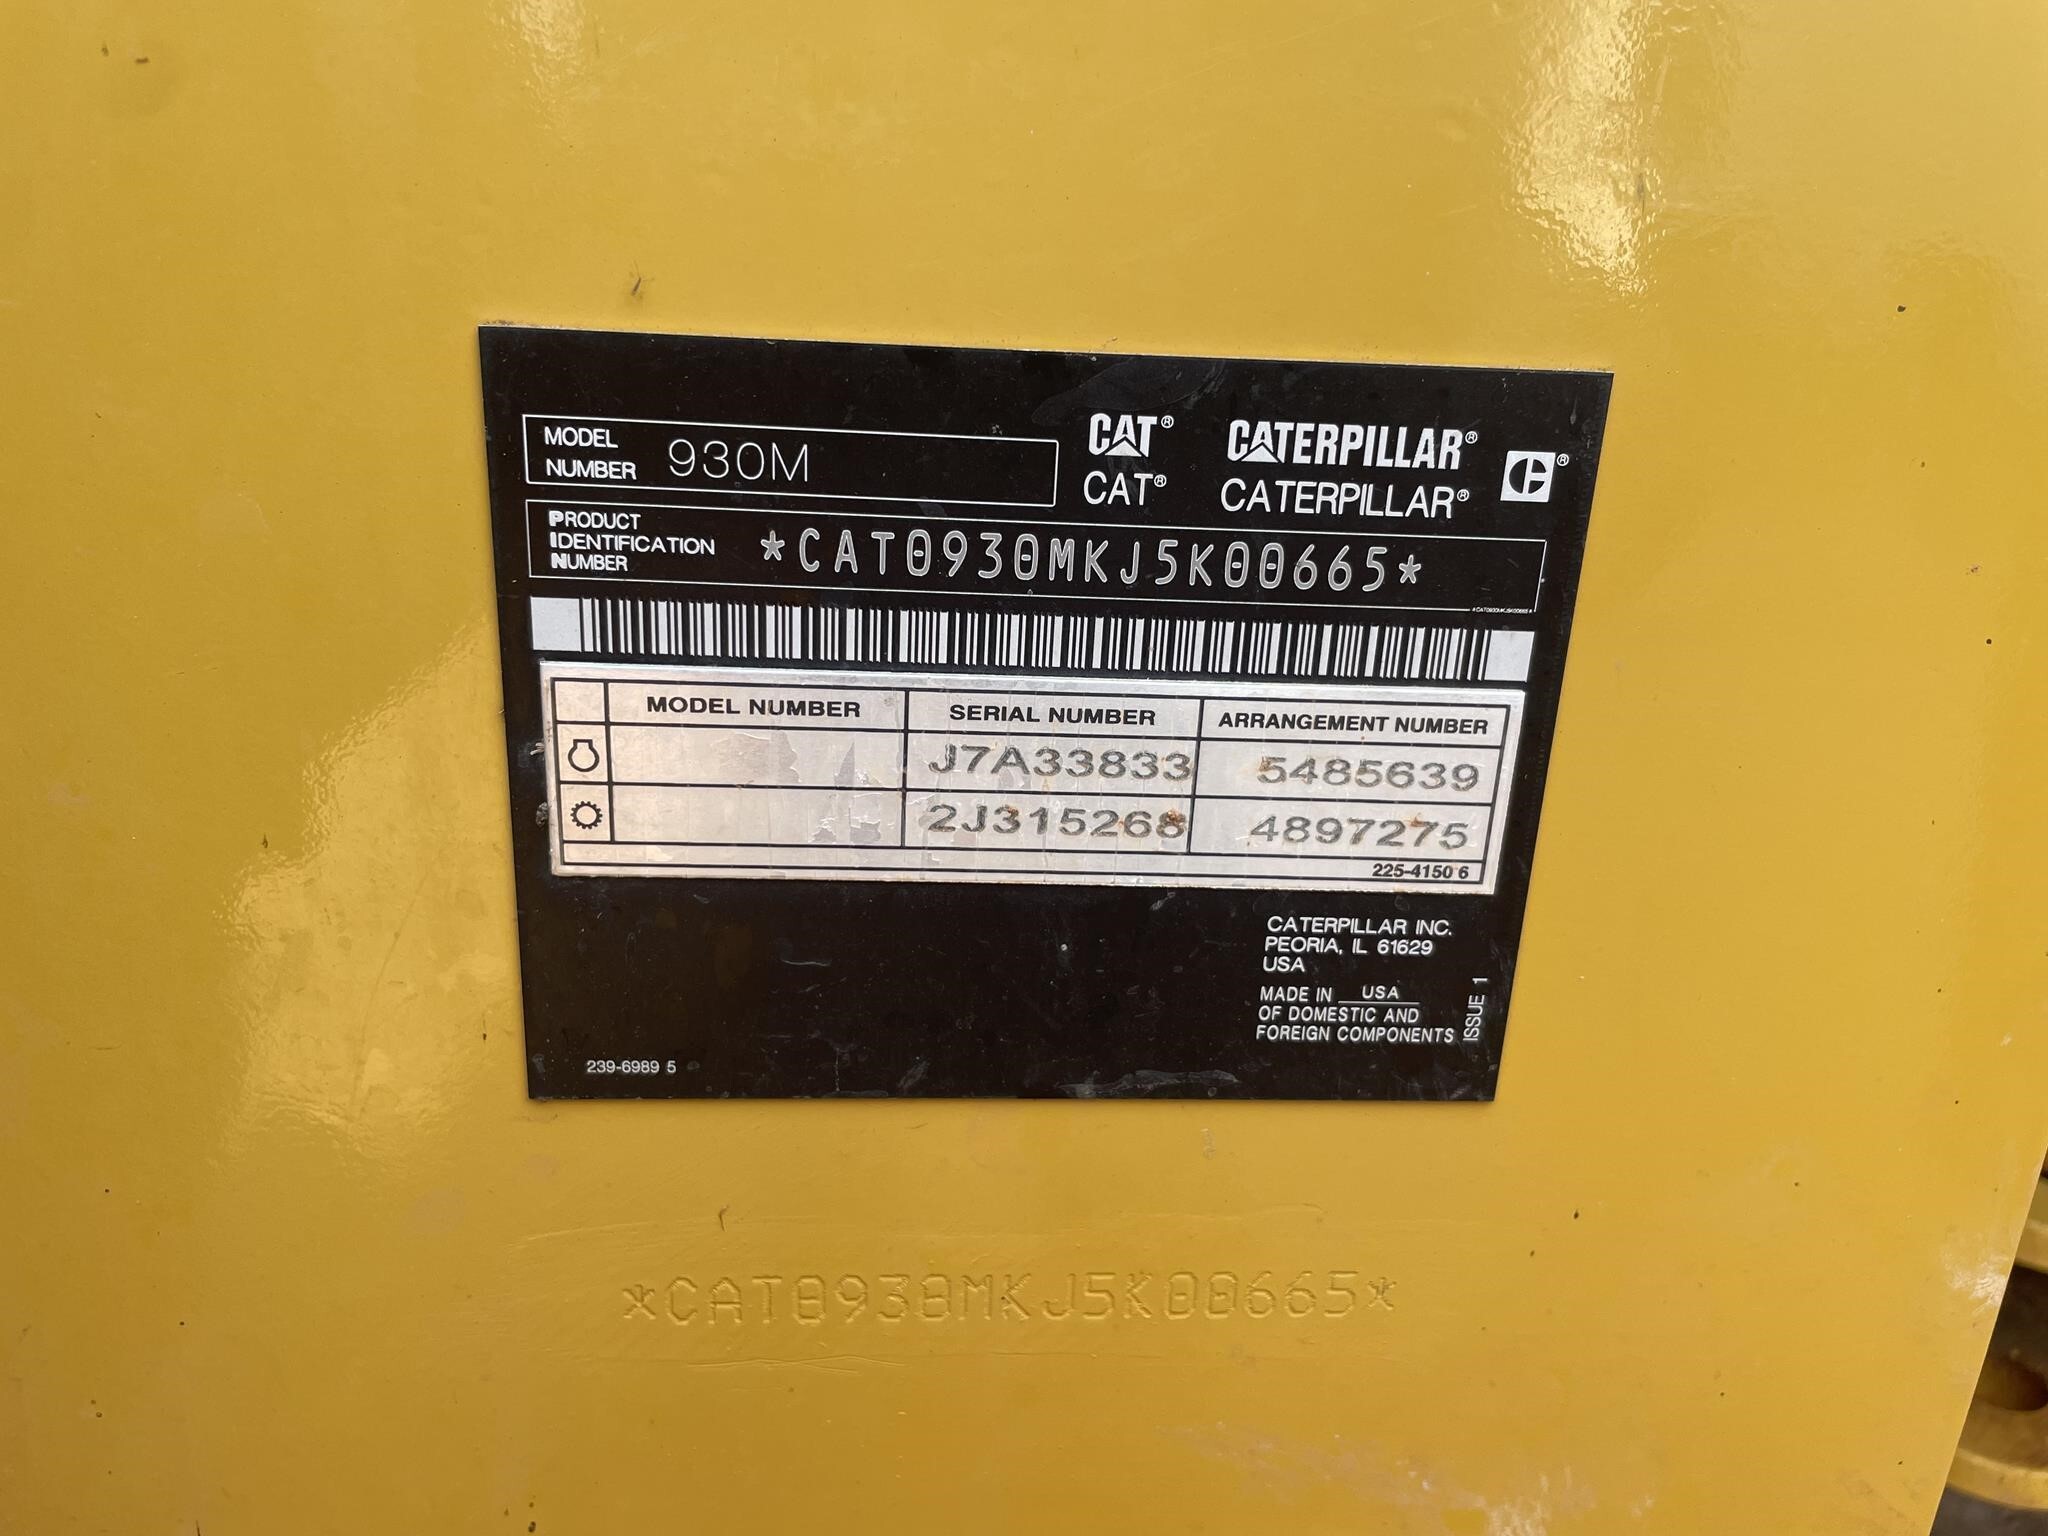 MODEL NUMBER 930M
CAT® CATERPILLAR® C®
CAT® CATERPILLAR®
PRODUCT
IDENTIFICATION
NUMBER
*CAT0930MKJ5K00665*
*CAT0930MKJ5K00665*
MODEL NUMBER SERIAL NUMBER ARRANGEMENT NUMBER
J7A33833 5485639
2J315268 4897275
225-4150 6
CATERPILLAR INC.
PEORIA, IL 61629
USA
MADE IN USA
OF DOMESTIC AND
FOREIGN COMPONENTS
ISSUE 1
239-6989 5
*CAT0930MKJ5K00665*